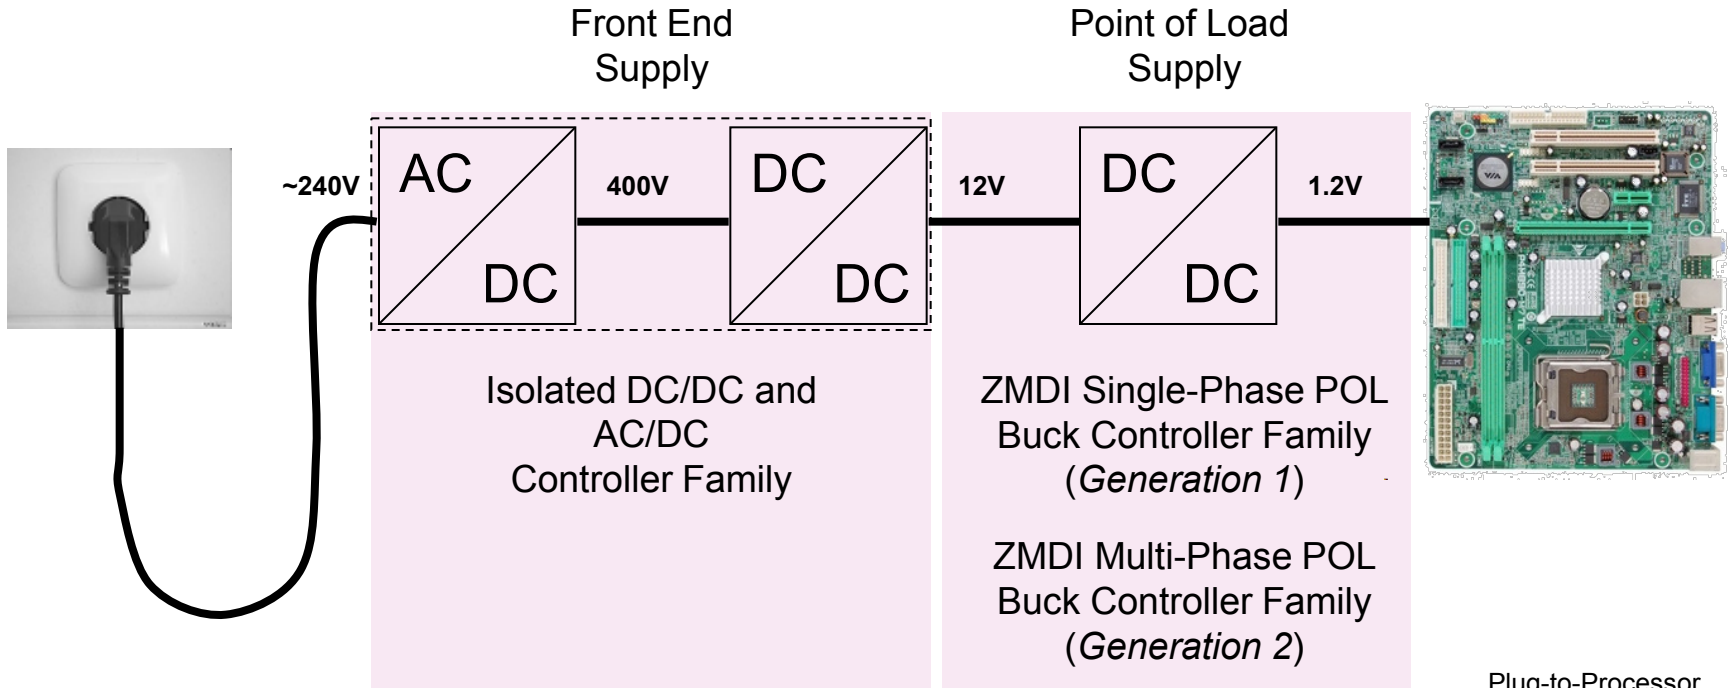 Front End
Supply
Point of Load
Supply
~240V
AC
DC
400V
DC
DC
12V
DC
DC
1.2V
VIA
Isolated DC/DC and
AC/DC
Controller Family
ZMDI Single-Phase POL
Buck Controller Family
(Generation 1)
ZMDI Multi-Phase POL
Buck Controller Family
(Generation 2)
Plug-to-Processor